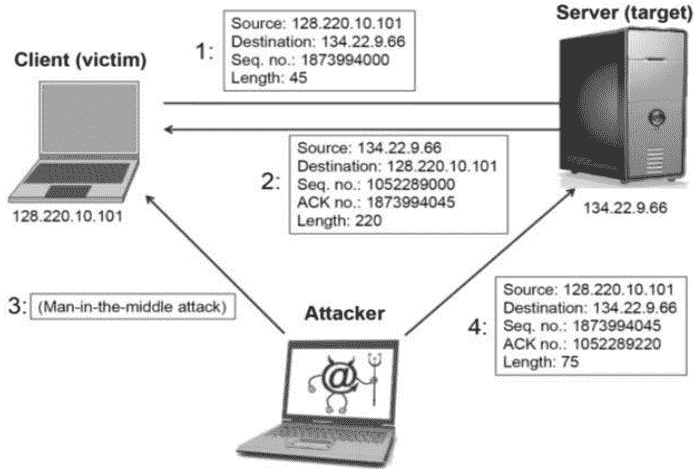 Server (target)
Client (victim)
1:
Source: 128.220.10.101
Destination: 134.22.9.66
Seq. no.: 1873994000
Length: 45
2:
Source: 134.22.9.66
Destination: 128.220.10.101
Seq. no.: 1052289000
ACK no.: 1873994045
Length: 220
128.220.10.101
134.22.9.66
3: (Man-in-the-middle attack)
Attacker
4:
Source: 128.220.10.101
Destination: 134.22.9.66
Seq. no.: 1873994045
ACK no.: 1052289220
Length: 75
@